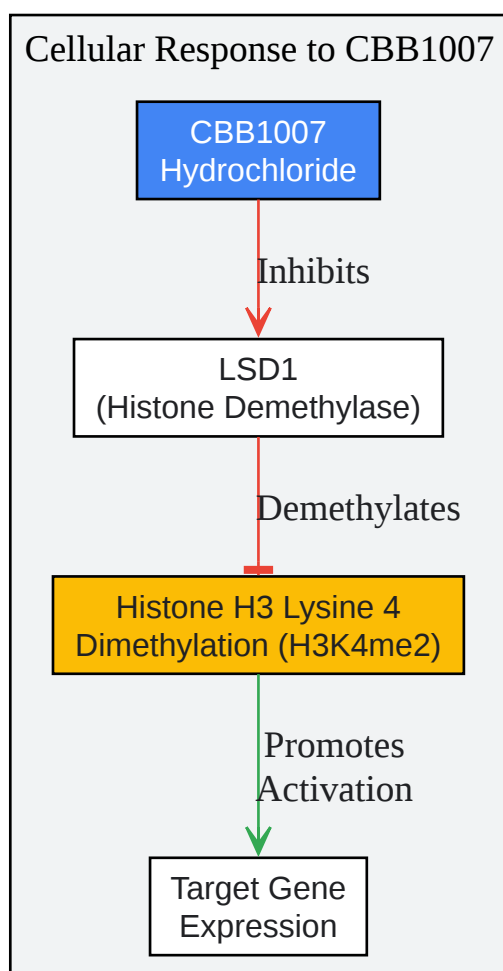 Cellular Response to CBB1007
CBB1007
Hydrochloride
Inhibits
LSD1
(Histone Demethylase)
Demethylates
Histone H3 Lysine 4
Dimethylation (H3K4me2)
Promotes
Activation
Target Gene
Expression